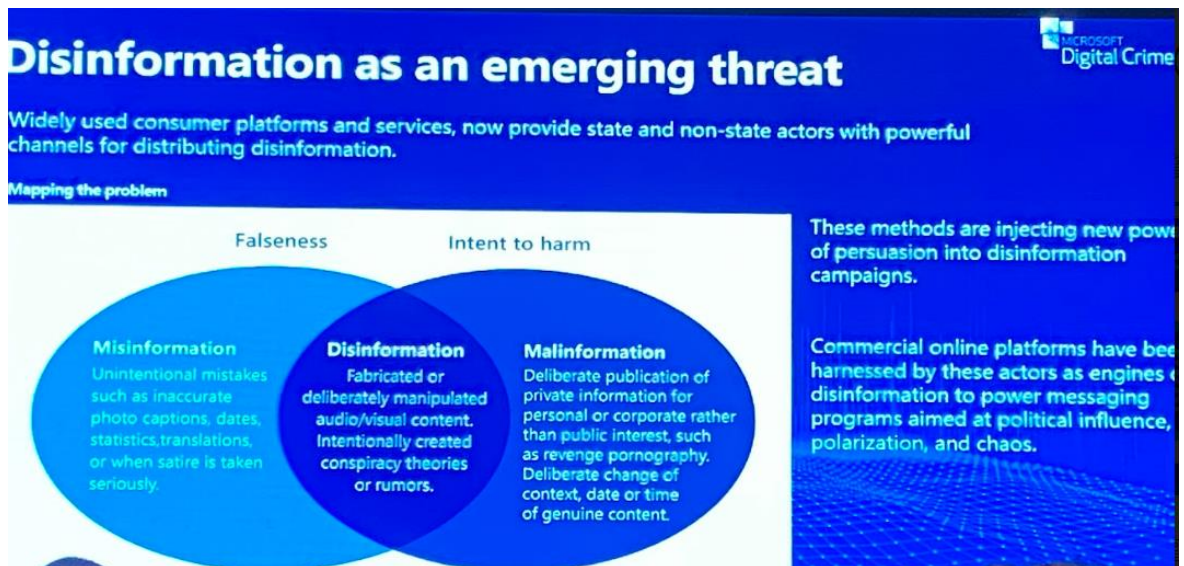 Disinformation as an emerging threat
MICROSOFT
Digital Crime
Widely used consumer platforms and services, now provide state and non-state actors with powerful
channels for distributing disinformation.
Mapping the problem
Falseness
Intent to harm
Misinformation
Unintentional mistakes
such as inaccurate
photo captions, dates,
statistics,translations,
or when satire is taken
seriously.
Disinformation
Fabricated or
deliberately manipulated
audio/visual content.
Intentionally created
conspiracy theories
or rumors.
Malinformation
Deliberate publication of
private information for
personal or corporate rather
than public interest, such
as revenge pornography.
Deliberate change of
context, date or time
of genuine content.
These methods are injecting new
of persuasion into disinformation
campaigns.
Commercial online platforms have
harnessed by these actors as engines
disinformation to power messaging
programs aimed at political influence,
polarization, and chaos.